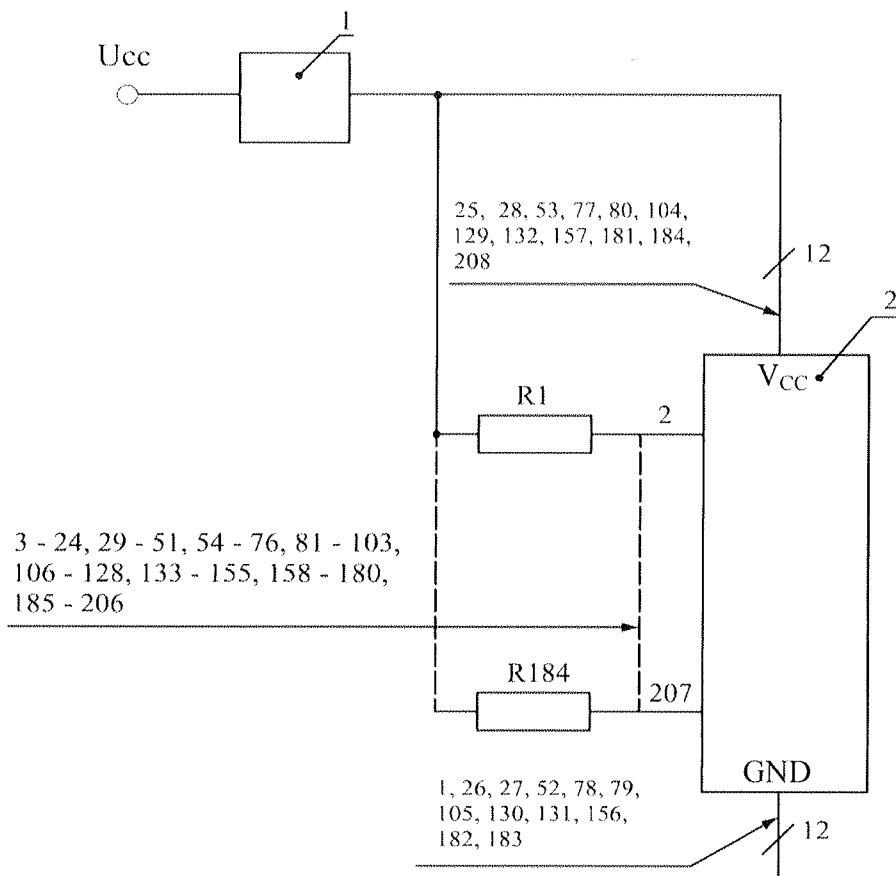 1
Ucc
25, 28, 53, 77, 80, 104,
129, 132, 157, 181, 184,
208
12
2
VCC
R1
2
3 - 24, 29 - 51, 54 - 76, 81 - 103,
106 - 128, 133 - 155, 158 - 180,
185 - 206
R184
207
GND
1, 26, 27, 52, 78, 79,
105, 130, 131, 156,
182, 183
12